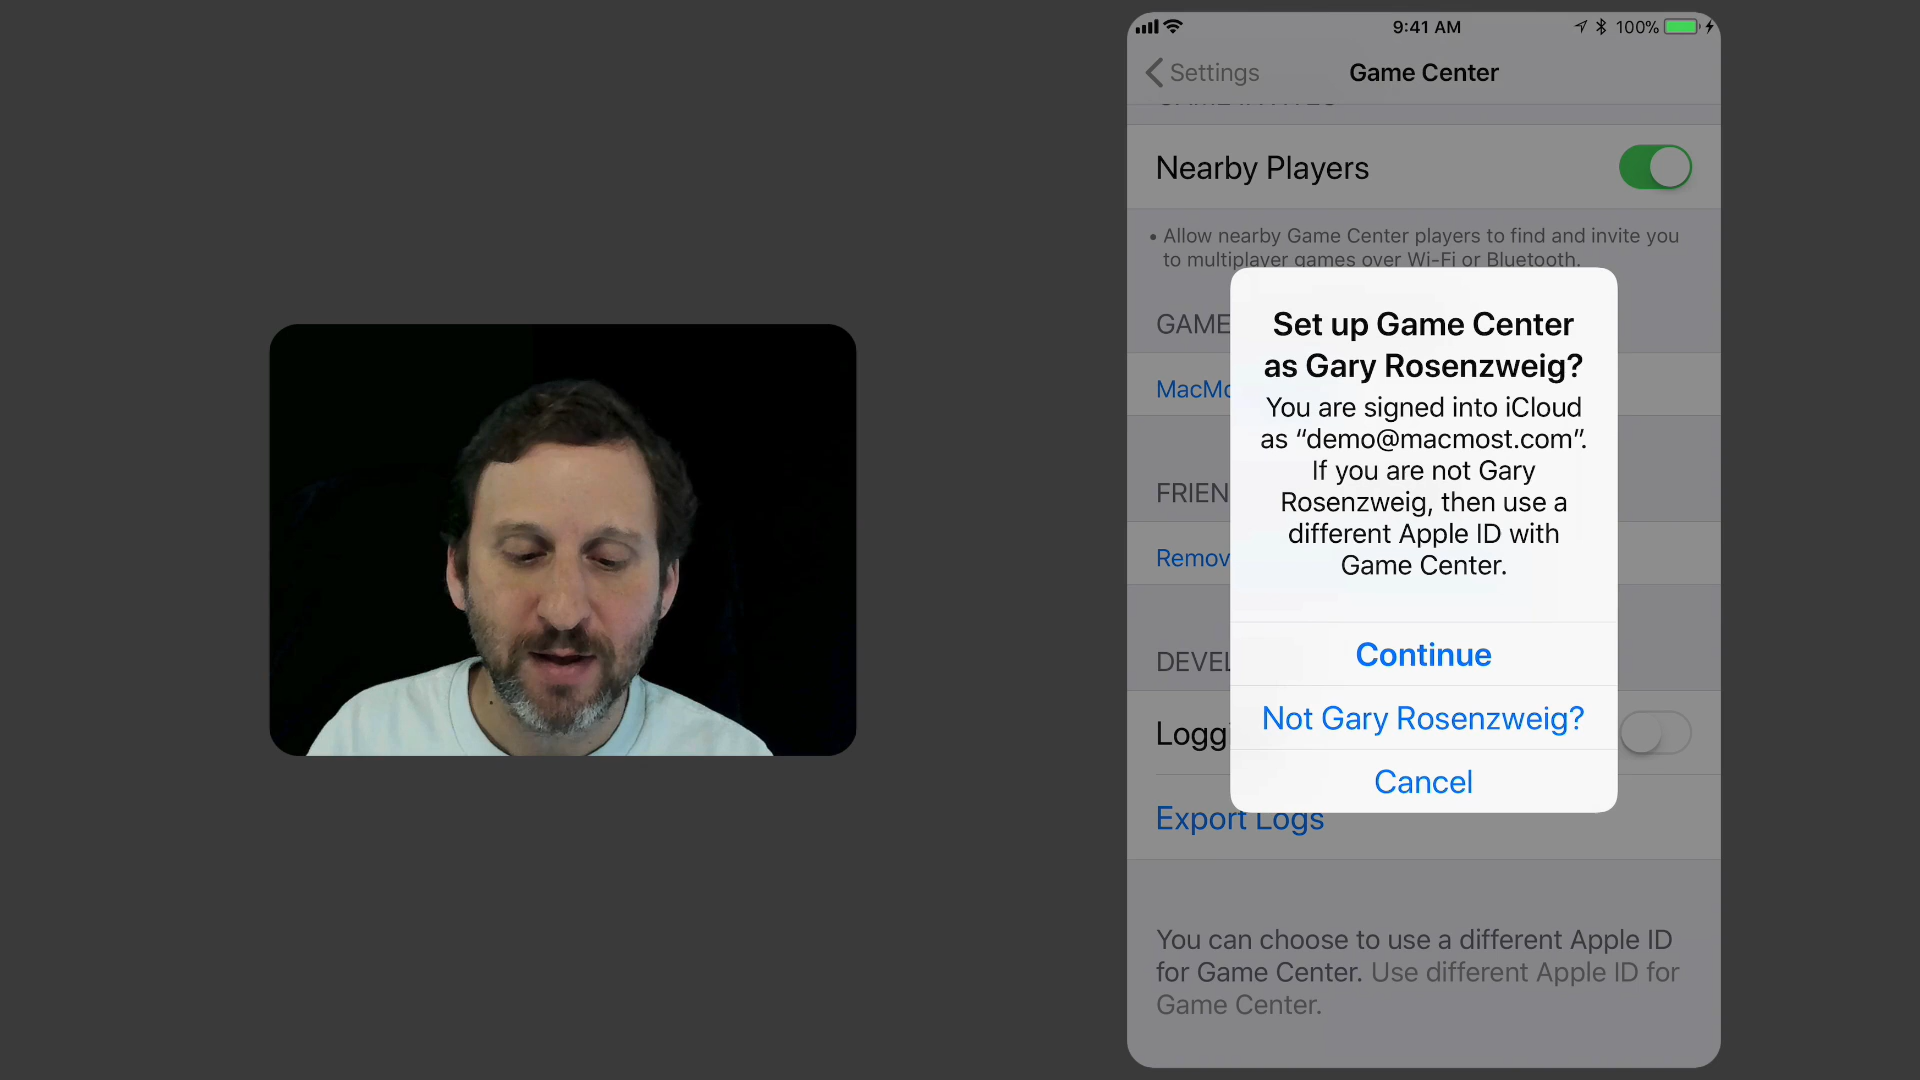 9:41 AM
100%
Settings
Game Center
Nearby Players
• Allow nearby Game Center players to find and invite you
to multiplayer games over Wi-Fi or Bluetooth.
Set up Game Center
as Gary Rosenzweig?
You are signed into iCloud
as “demo@macmost.com”.
If you are not Gary
Rosenzweig, then use a
different Apple ID with
Game Center.
Continue
Not Gary Rosenzweig?
Cancel
GAME
FRIEN
Remov
DEVEL
Export Logs
You can choose to use a different Apple ID
for Game Center. Use different Apple ID for
Game Center.